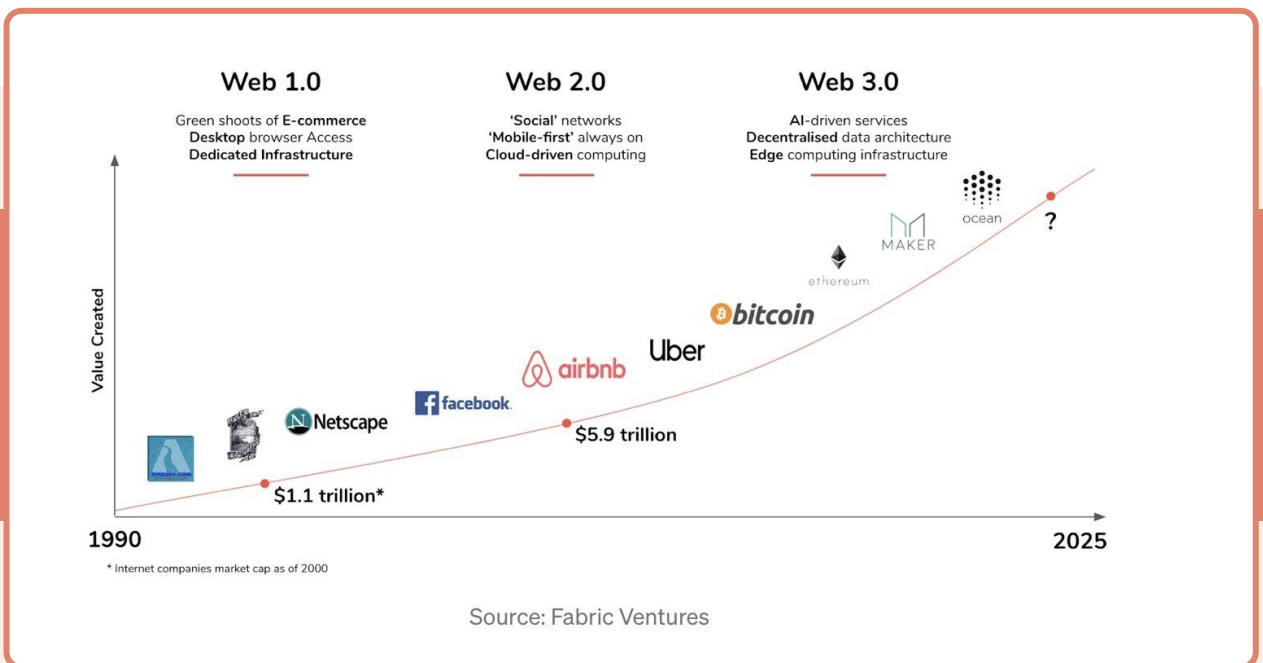 Web 1.0
Green shoots of E-commerce
Desktop browser Access
Dedicated Infrastructure
Web 2.0
‘Social’ networks
‘Mobile-first’ always on
Cloud-driven computing
Web 3.0
AI-driven services
Decentralised data architecture
Edge computing infrastructure
Value Created
Netscape
facebook.
airbnb
Uber
bitcoin
ethereum
MAKER
ocean
?
$5.9 trillion
$1.1 trillion*
1990
2025
* Internet companies market cap as of 2000
Source: Fabric Ventures